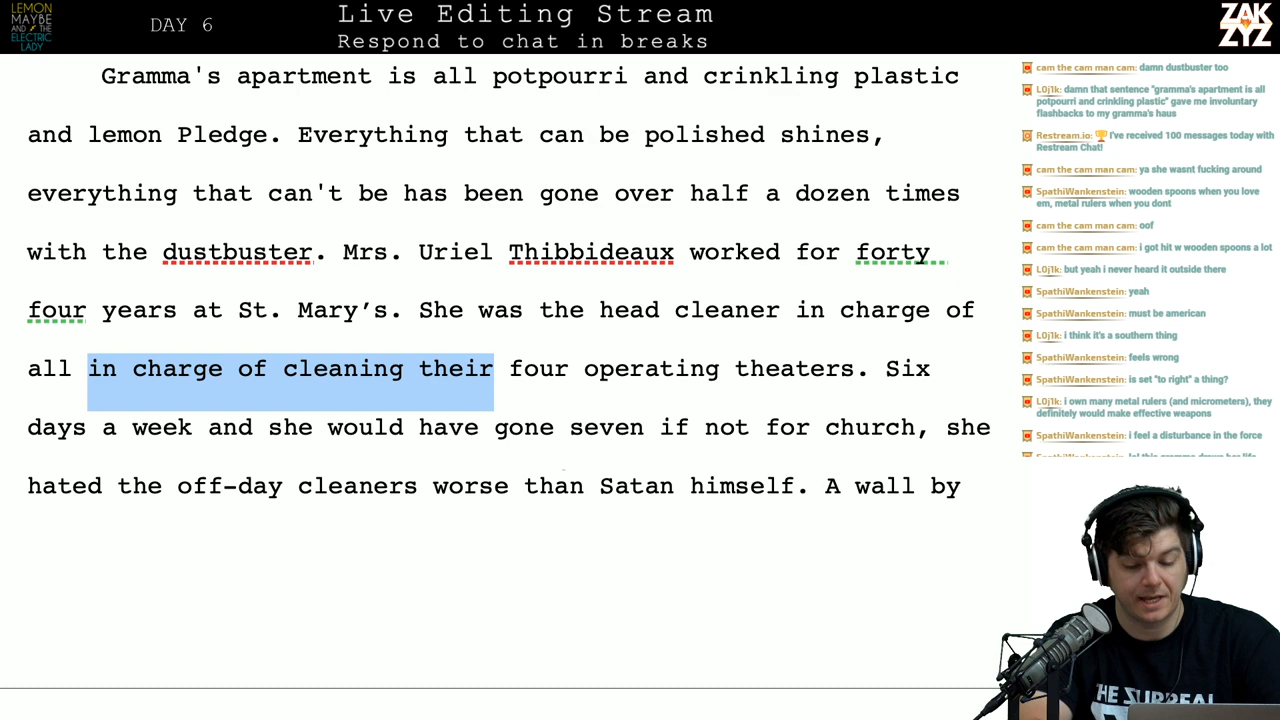 LEMON
MAYBE
AND THE
ELECTRIC
LADY
DAY 6
Live Editing Stream
Respond to chat in breaks
ZAK
ZYZ
Gramma's apartment is all potpourri and crinkling plastic
and lemon Pledge. Everything that can be polished shines,
everything that can't be has been gone over half a dozen times
with the dustbuster. Mrs. Uriel Thibbideaux worked for forty
four years at St. Mary’s. She was the head cleaner in charge of
all in charge of cleaning their four operating theaters. Six
days a week and she would have gone seven if not for church, she
hated the off-day cleaners worse than Satan himself. A wall by
cam the cam man cam: damn dustbuster too
L0j1k: damn that sentence "gramma's apartment is all
potpourri and crinkling plastic" gave me involuntary
flashbacks to my gramma's haus
Restream.io: 🏆 I've received 100 messages today with
Restream Chat!
cam the cam man cam: ya she wasnt fucking around
SpathiWankenstein: wooden spoons when you love
em, metal rulers when you dont
cam the cam man cam: oof
cam the cam man cam: i got hit w wooden spoons a lot
L0j1k: but yeah i never heard it outside there
SpathiWankenstein: yeah
SpathiWankenstein: must be american
L0j1k: i think it's a southern thing
SpathiWankenstein: feels wrong
SpathiWankenstein: is set "to right" a thing?
L0j1k: i own many metal rulers (and micrometers), they
definitely would make effective weapons
SpathiWankenstein: i feel a disturbance in the force
THE SURREAL